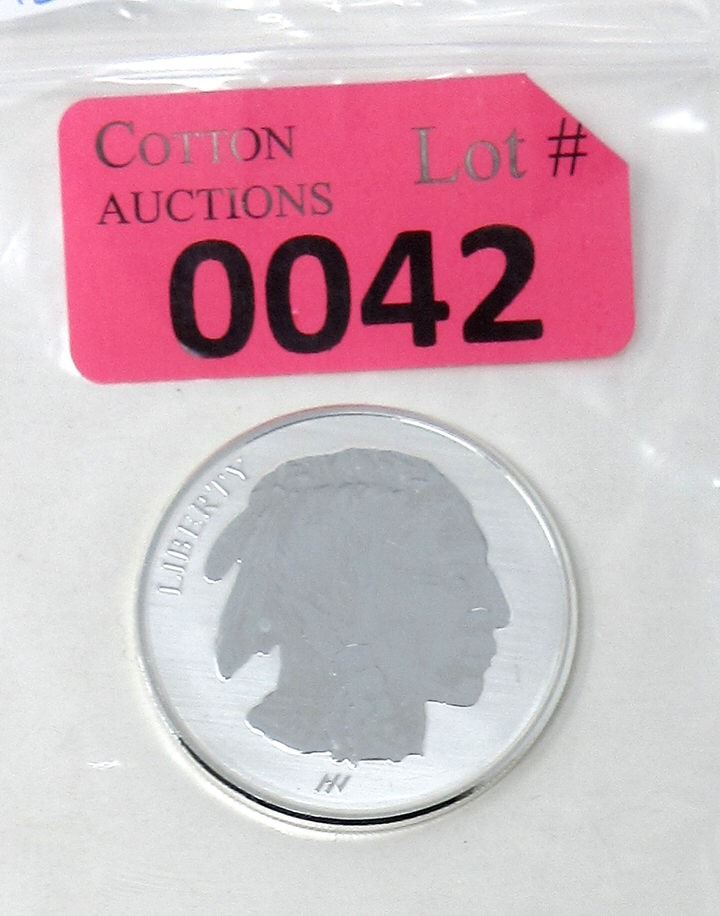 COTTON
AUCTIONS
Lot #
0042
LIBERTY